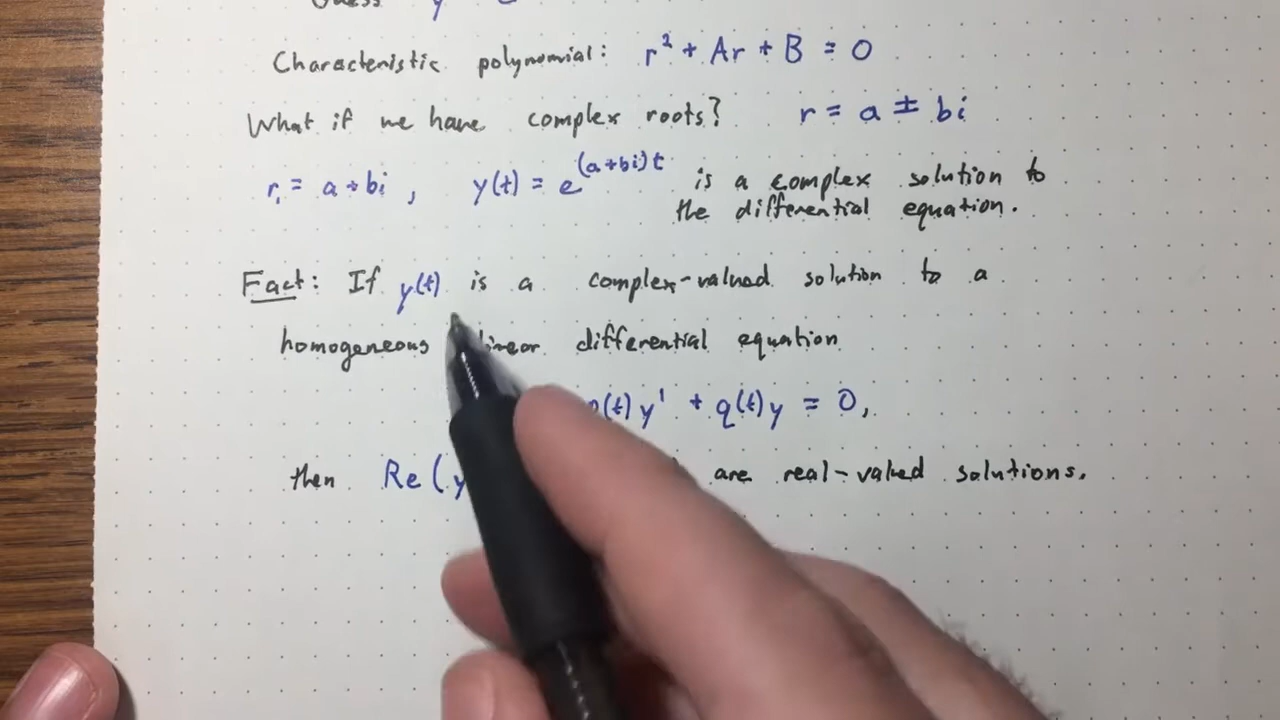 y
Characteristic polynomial: r² + Ar + B = 0
What if we have complex roots? r = a ± bi
r₁ = a+bi, y(t) = e^(a+bi)t is a complex solution to
the differential equation.
Fact: If y(t) is a complex-valued solution to a
homogeneous linear differential equation
p(t)y' + q(t)y = 0,
then Re(y are real-valued solutions.